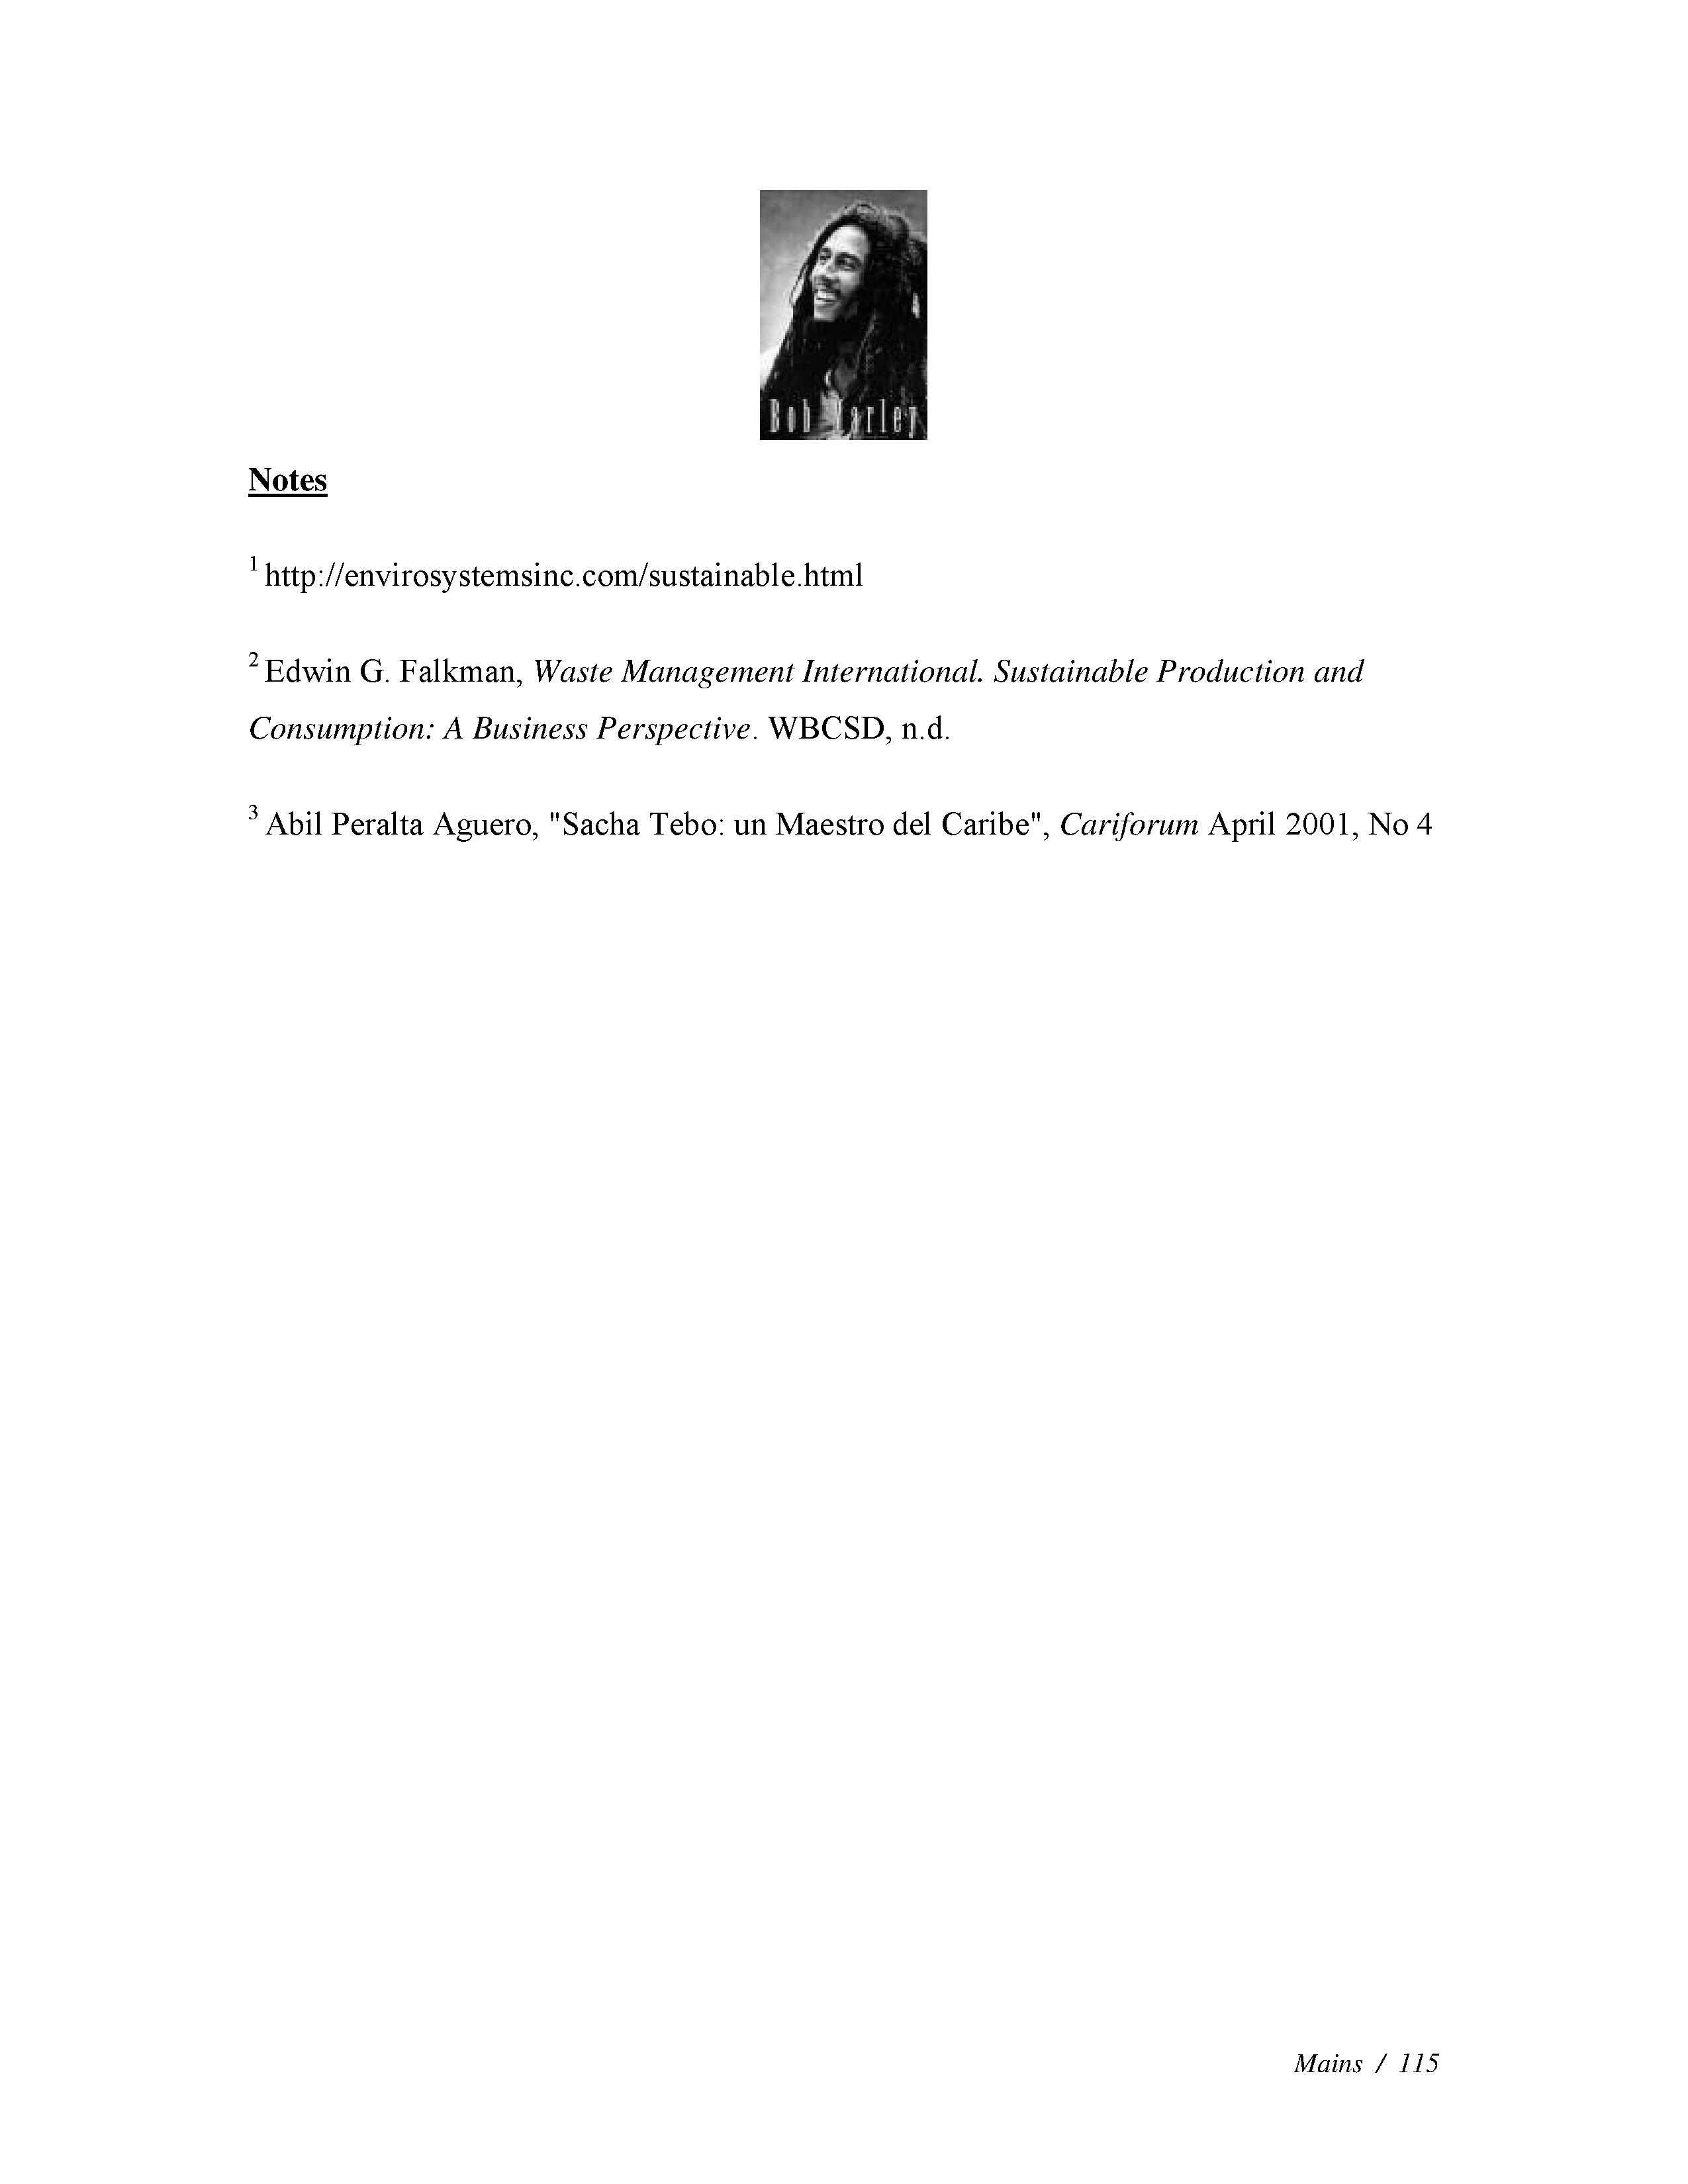 Bob Marley
Notes
1 http://envirosystemsinc.com/sustainable.html
2 Edwin G. Falkman, Waste Management International. Sustainable Production and
Consumption: A Business Perspective. WBCSD, n.d.
3 Abil Peralta Aguero, "Sacha Tebo: un Maestro del Caribe", Cariforum April 2001, No 4
Mains / 115